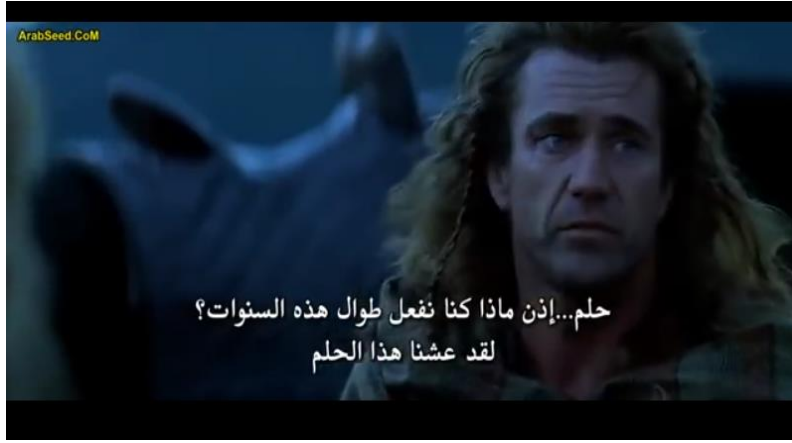 ArabSeed.CoM
حلم...إذن ماذا كنا نفعل طوال هذه السنوات؟
لقد عشنا هذا الحلم